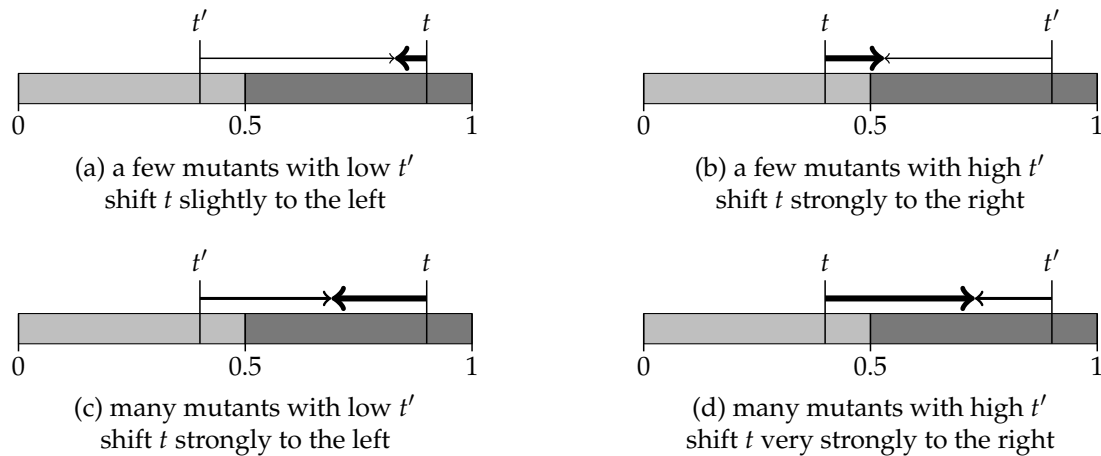 t′ t
0 0.5 1
(a) a few mutants with low t′
shift t slightly to the left
t t′
0 0.5 1
(b) a few mutants with high t′
shift t strongly to the right
t′ t
0 0.5 1
(c) many mutants with low t′
shift t strongly to the left
t t′
0 0.5 1
(d) many mutants with high t′
shift t very strongly to the right